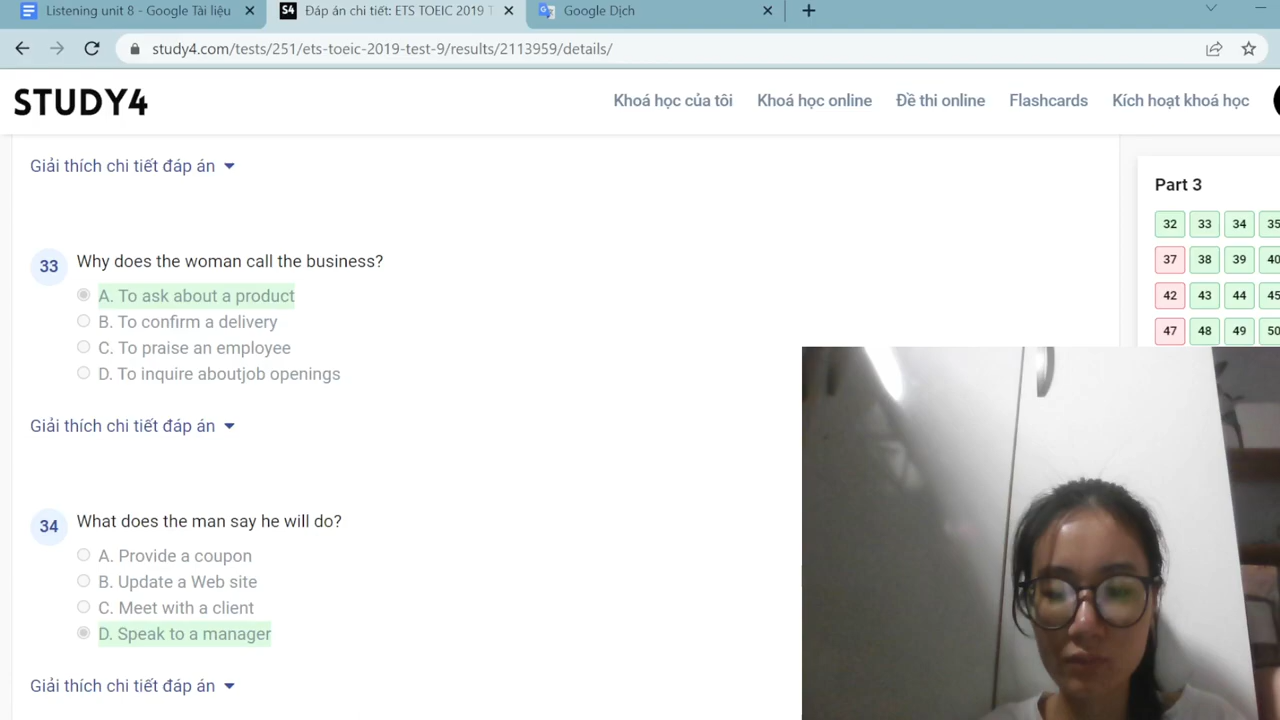 Listening unit 8 - Google Tài liệu
S4 Đáp án chi tiết: ETS TOEIC 2019 T
Google Dịch
study4.com/tests/251/ets-toeic-2019-test-9/results/2113959/details/
STUDY4
Khoá học của tôi
Khoá học online
Đề thi online
Flashcards
Kích hoạt khoá học
Giải thích chi tiết đáp án
33 Why does the woman call the business?
A. To ask about a product
B. To confirm a delivery
C. To praise an employee
D. To inquire aboutjob openings
Giải thích chi tiết đáp án
34 What does the man say he will do?
A. Provide a coupon
B. Update a Web site
C. Meet with a client
D. Speak to a manager
Giải thích chi tiết đáp án
Part 3
32 33 34 35
37 38 39 40
42 43 44 45
47 48 49 50